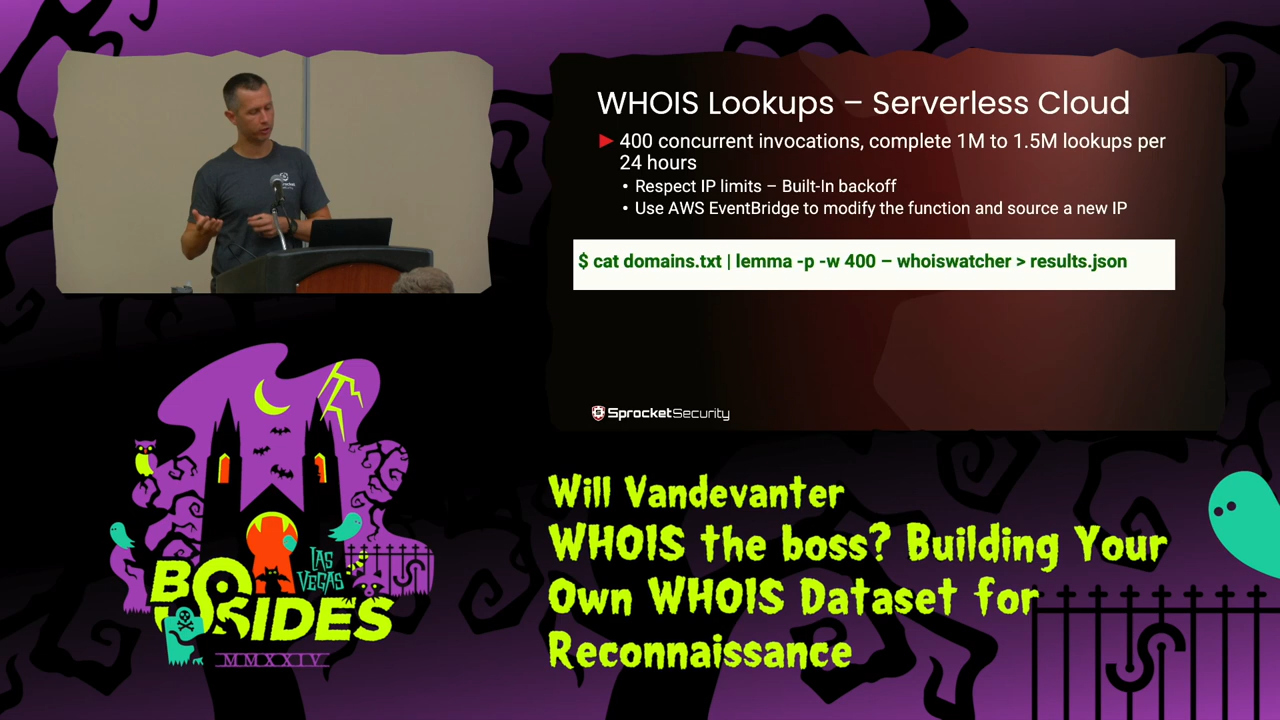 WHOIS Lookups – Serverless Cloud
▶ 400 concurrent invocations, complete 1M to 1.5M lookups per
24 hours
• Respect IP limits – Built-In backoff
• Use AWS EventBridge to modify the function and source a new IP
$ cat domains.txt | lemma -p -w 400 – whoiswatcher > results.json
SprocketSecurity
LAS
VEGAS
BSIDES
MMXXIV
Will Vandevanter
WHOIS the boss? Building Your
Own WHOIS Dataset for
Reconnaissance